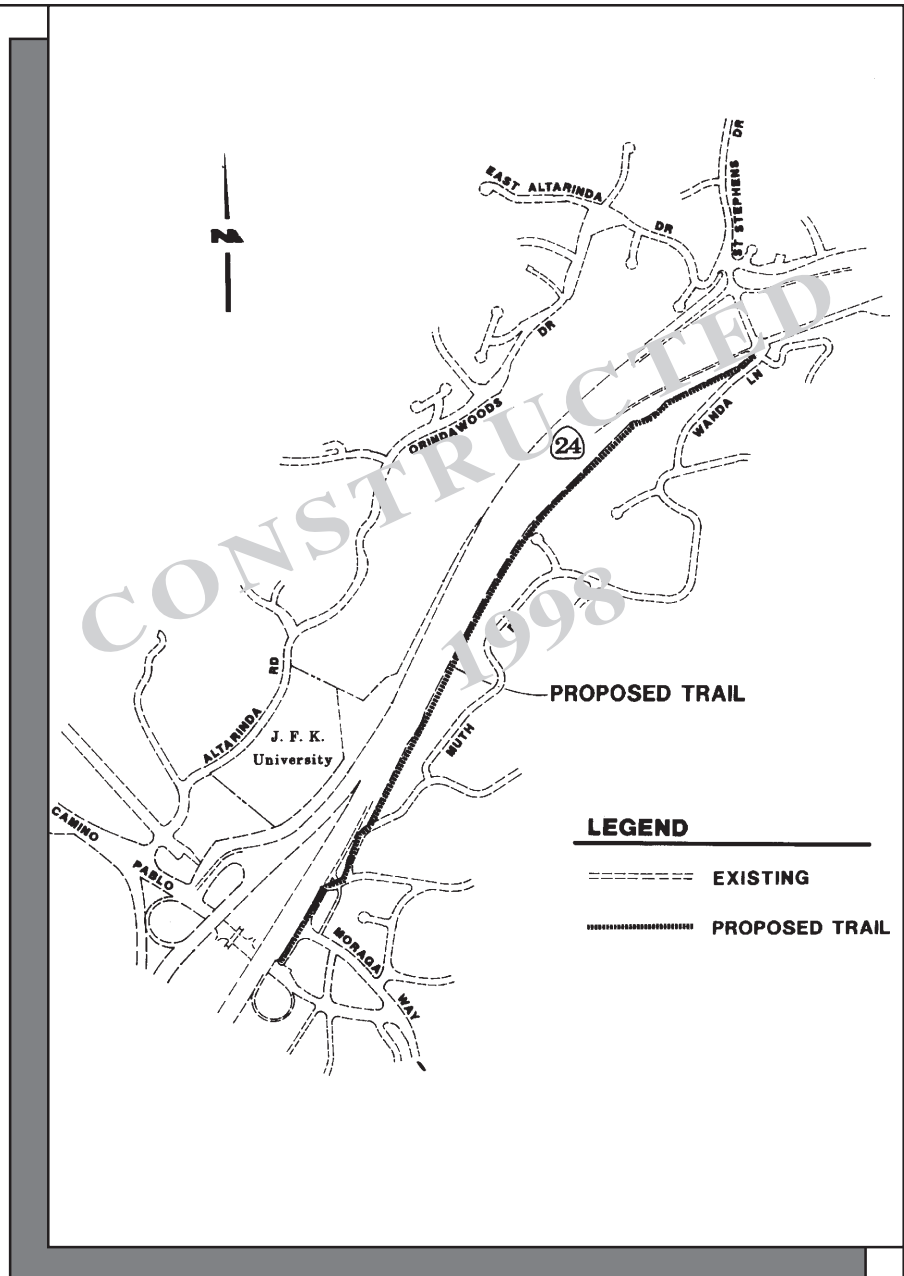 N
EAST ALTARINDA DR
ST STEPHENS DR
ORINDAWOODS DR
24
WANDA LN
CONSTRUCTED
1998
PROPOSED TRAIL
ALTARINDA RD
J. F. K.
University
MUTH
CAMINO PABLO
MORAGA WAY
LEGEND
EXISTING
PROPOSED TRAIL